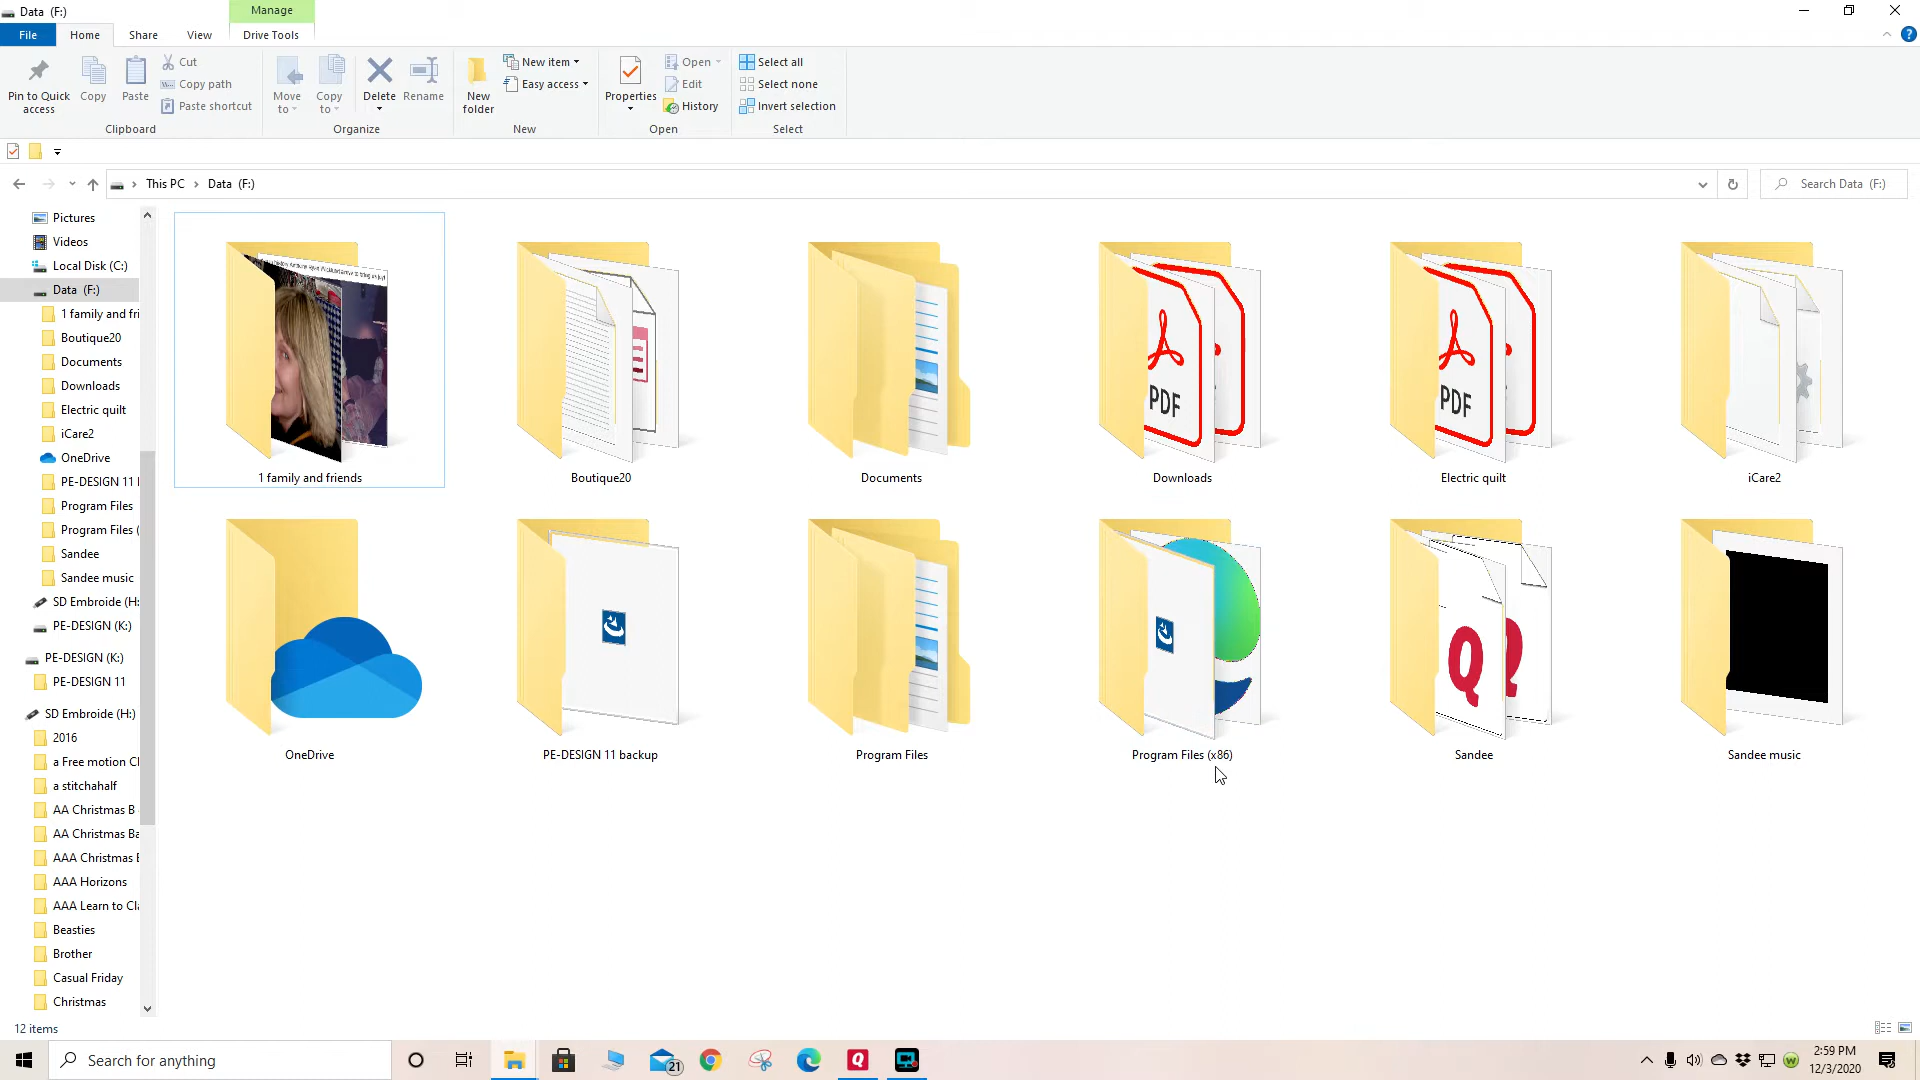 Data (F:)
Manage
File
Home
Share
View
Drive Tools
Pin to Quick access
Copy
Paste
Cut
Copy path
Paste shortcut
Clipboard
Move to
Copy to
Delete
Rename
Organize
New folder
New item
Easy access
New
Properties
Open
Edit
History
Open
Select all
Select none
Invert selection
Select
This PC
Data (F:)
Search Data (F:)
Pictures
Videos
Local Disk (C:)
Data (F:)
1 family and fri
Boutique20
Documents
Downloads
Electric quilt
iCare2
OneDrive
PE-DESIGN 11
Program Files
Program Files (
Sandee
Sandee music
SD Embroide (H:
PE-DESIGN (K:)
PE-DESIGN (K:)
PE-DESIGN 11
SD Embroide (H:)
2016
a Free motion Cl
a stitchahalf
AA Christmas B
AA Christmas Ba
AAA Christmas B
AAA Horizons
AAA Learn to Cla
Beasties
Brother
Casual Friday
Christmas
1 family and friends
Boutique20
Documents
PDF
Downloads
PDF
Electric quilt
iCare2
OneDrive
PE-DESIGN 11 backup
Program Files
Program Files (x86)
Q
Sandee
Sandee music
12 items
Search for anything
21
Q
2:59 PM
12/3/2020